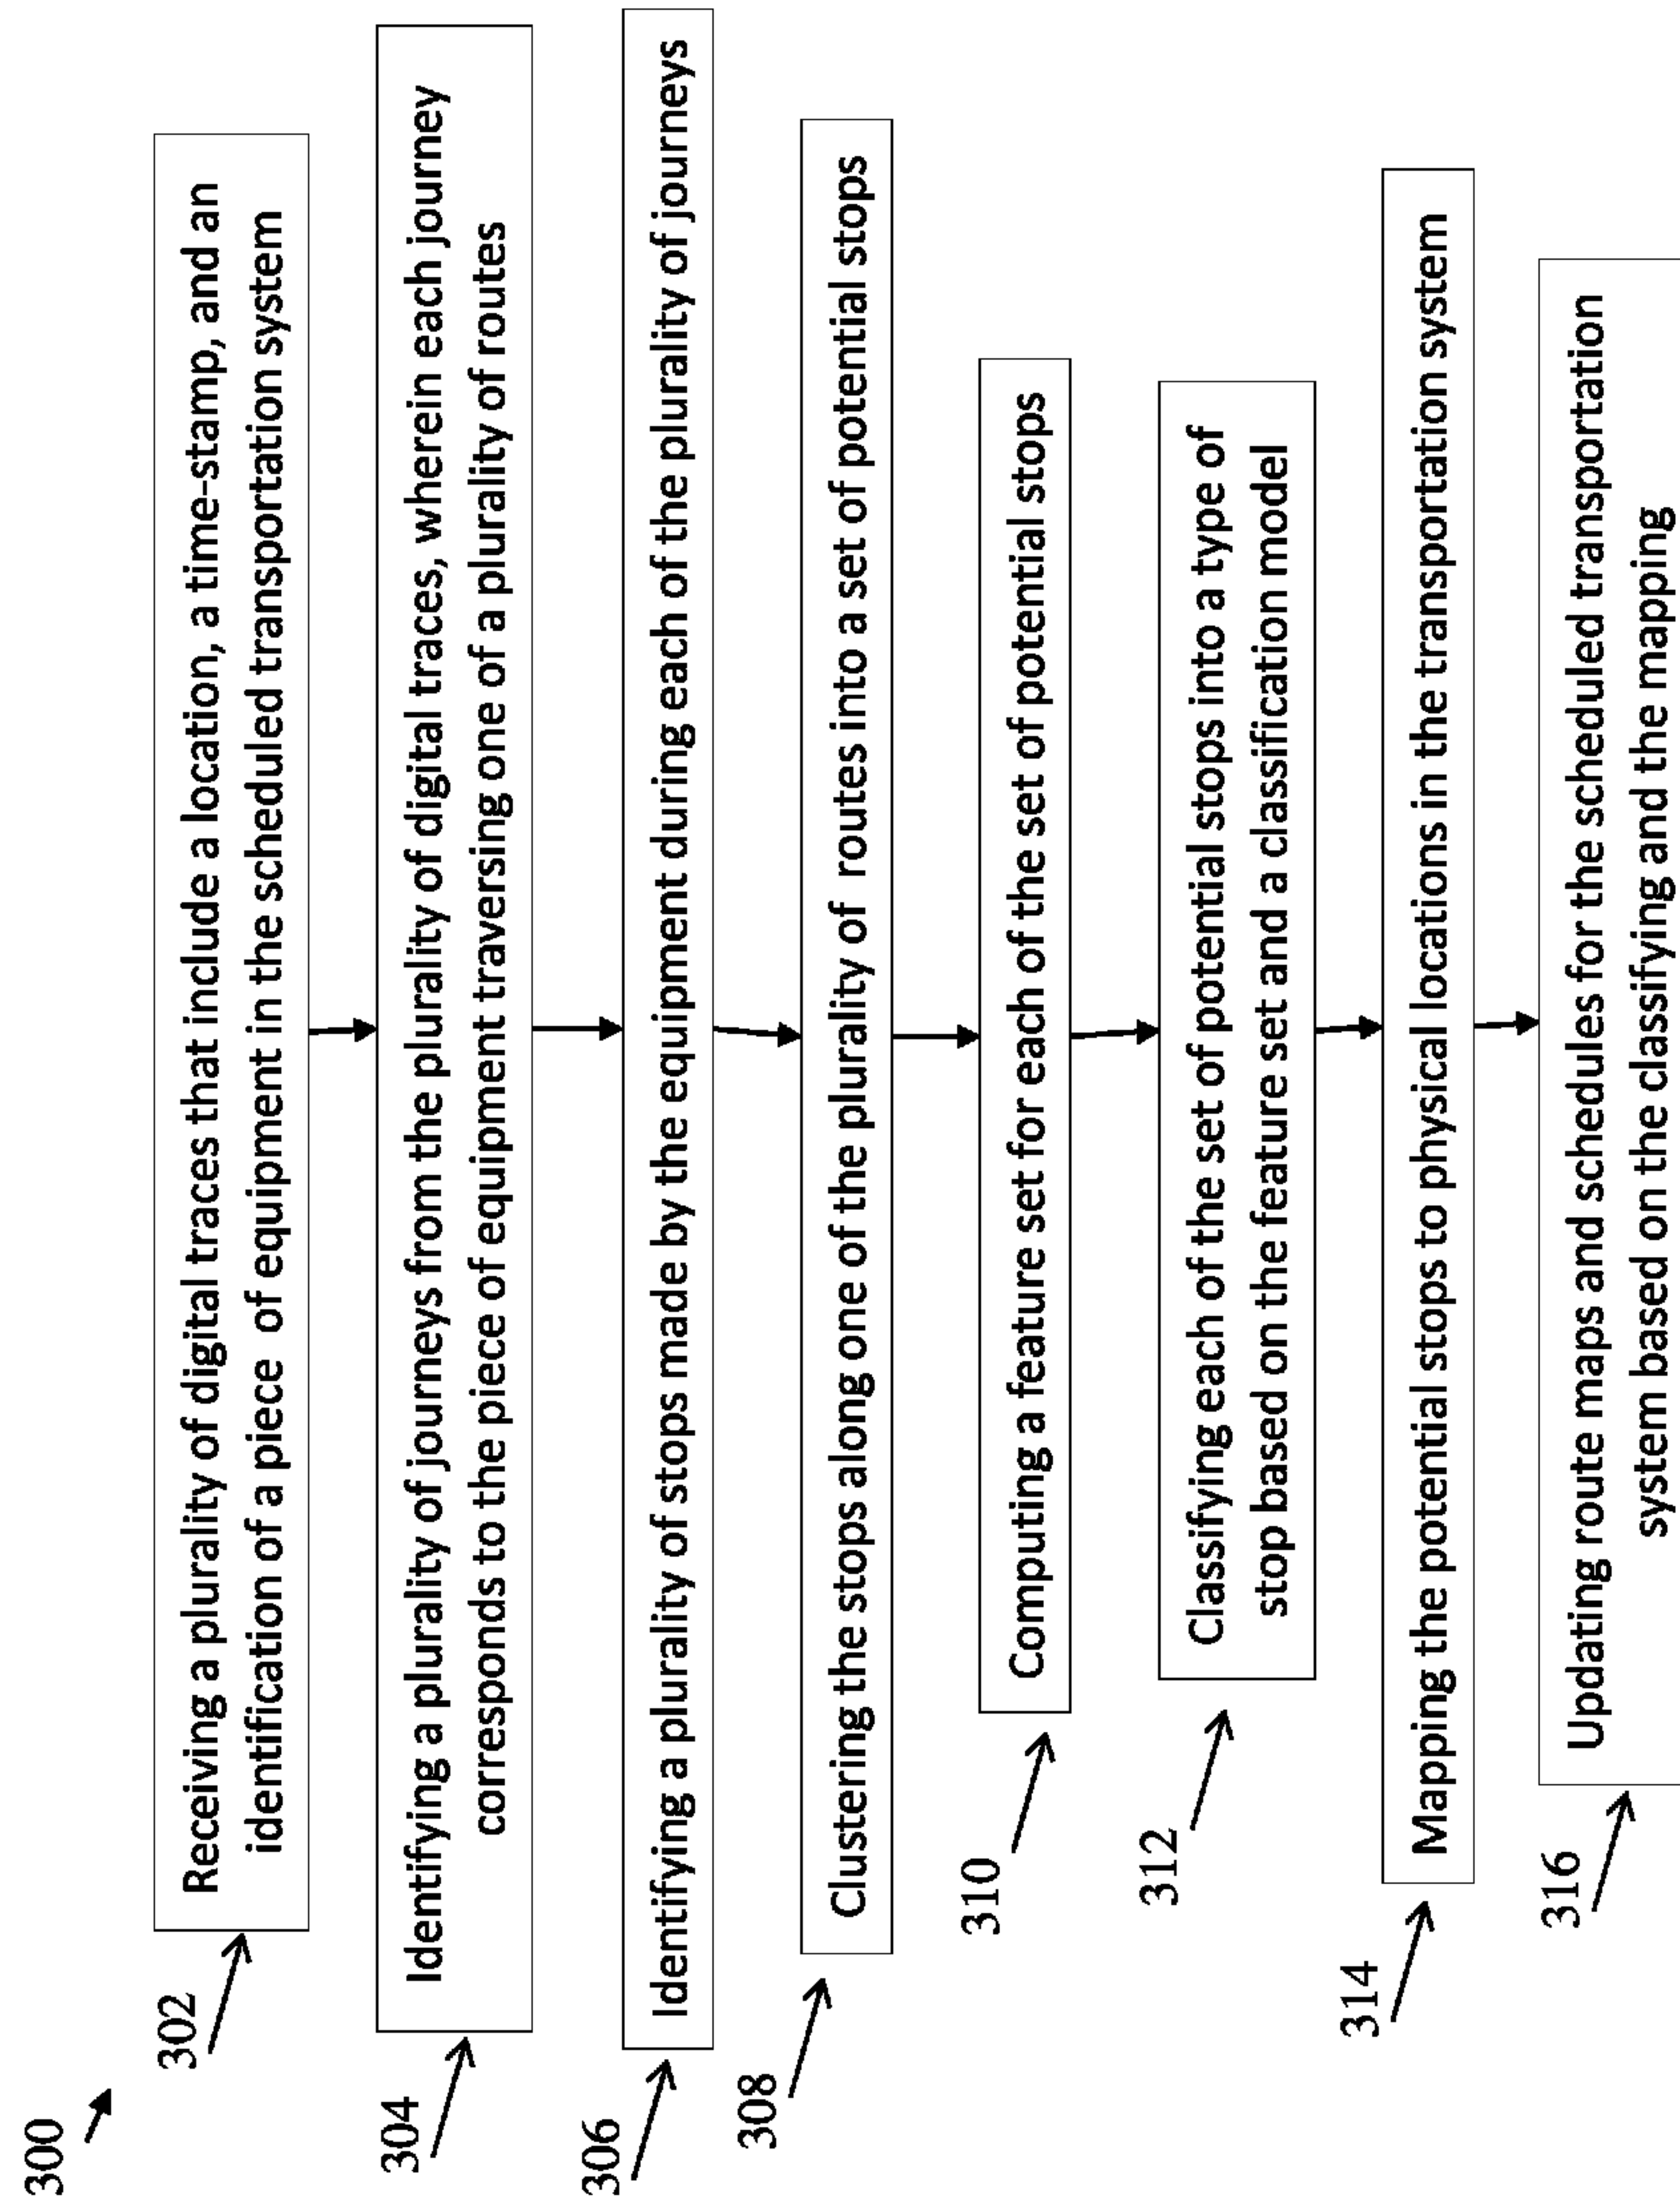 300
302
Receiving a plurality of digital traces that include a location, a time-stamp, and an
identification of a piece of equipment in the scheduled transportation system
304
Identifying a plurality of journeys from the plurality of digital traces, wherein each journey
corresponds to the piece of equipment traversing one of a plurality of routes
306
Identifying a plurality of stops made by the equipment during each of the plurality of journeys
308
Clustering the stops along one of the plurality of routes into a set of potential stops
310
Computing a feature set for each of the set of potential stops
312
Classifying each of the set of potential stops into a type of
stop based on the feature set and a classification model
314
Mapping the potential stops to physical locations in the transportation system
316
Updating route maps and schedules for the scheduled transportation
system based on the classifying and the mapping